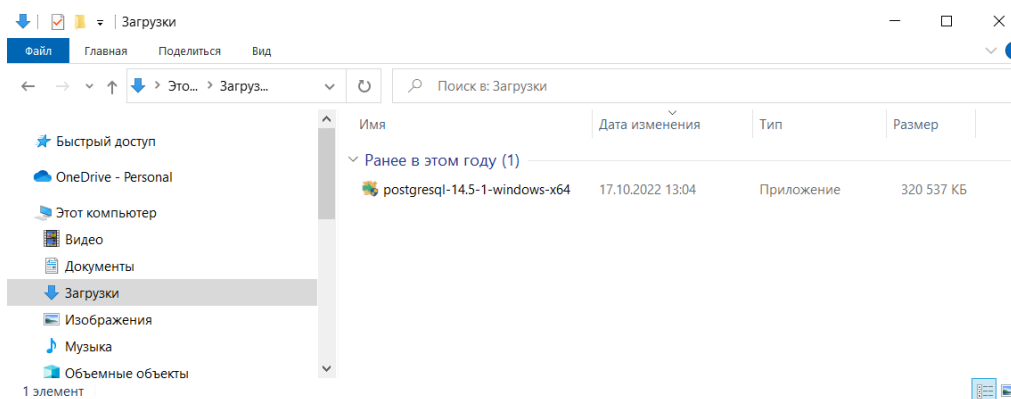 Загрузки
Файл Главная Поделиться Вид
Это... Загруз... Поиск в: Загрузки
Быстрый доступ
OneDrive - Personal
Этот компьютер
Видео
Документы
Загрузки
Изображения
Музыка
Объемные объекты
Имя Дата изменения Тип Размер
Ранее в этом году (1)
postgresql-14.5-1-windows-x64 17.10.2022 13:04 Приложение 320 537 КБ
1 элемент